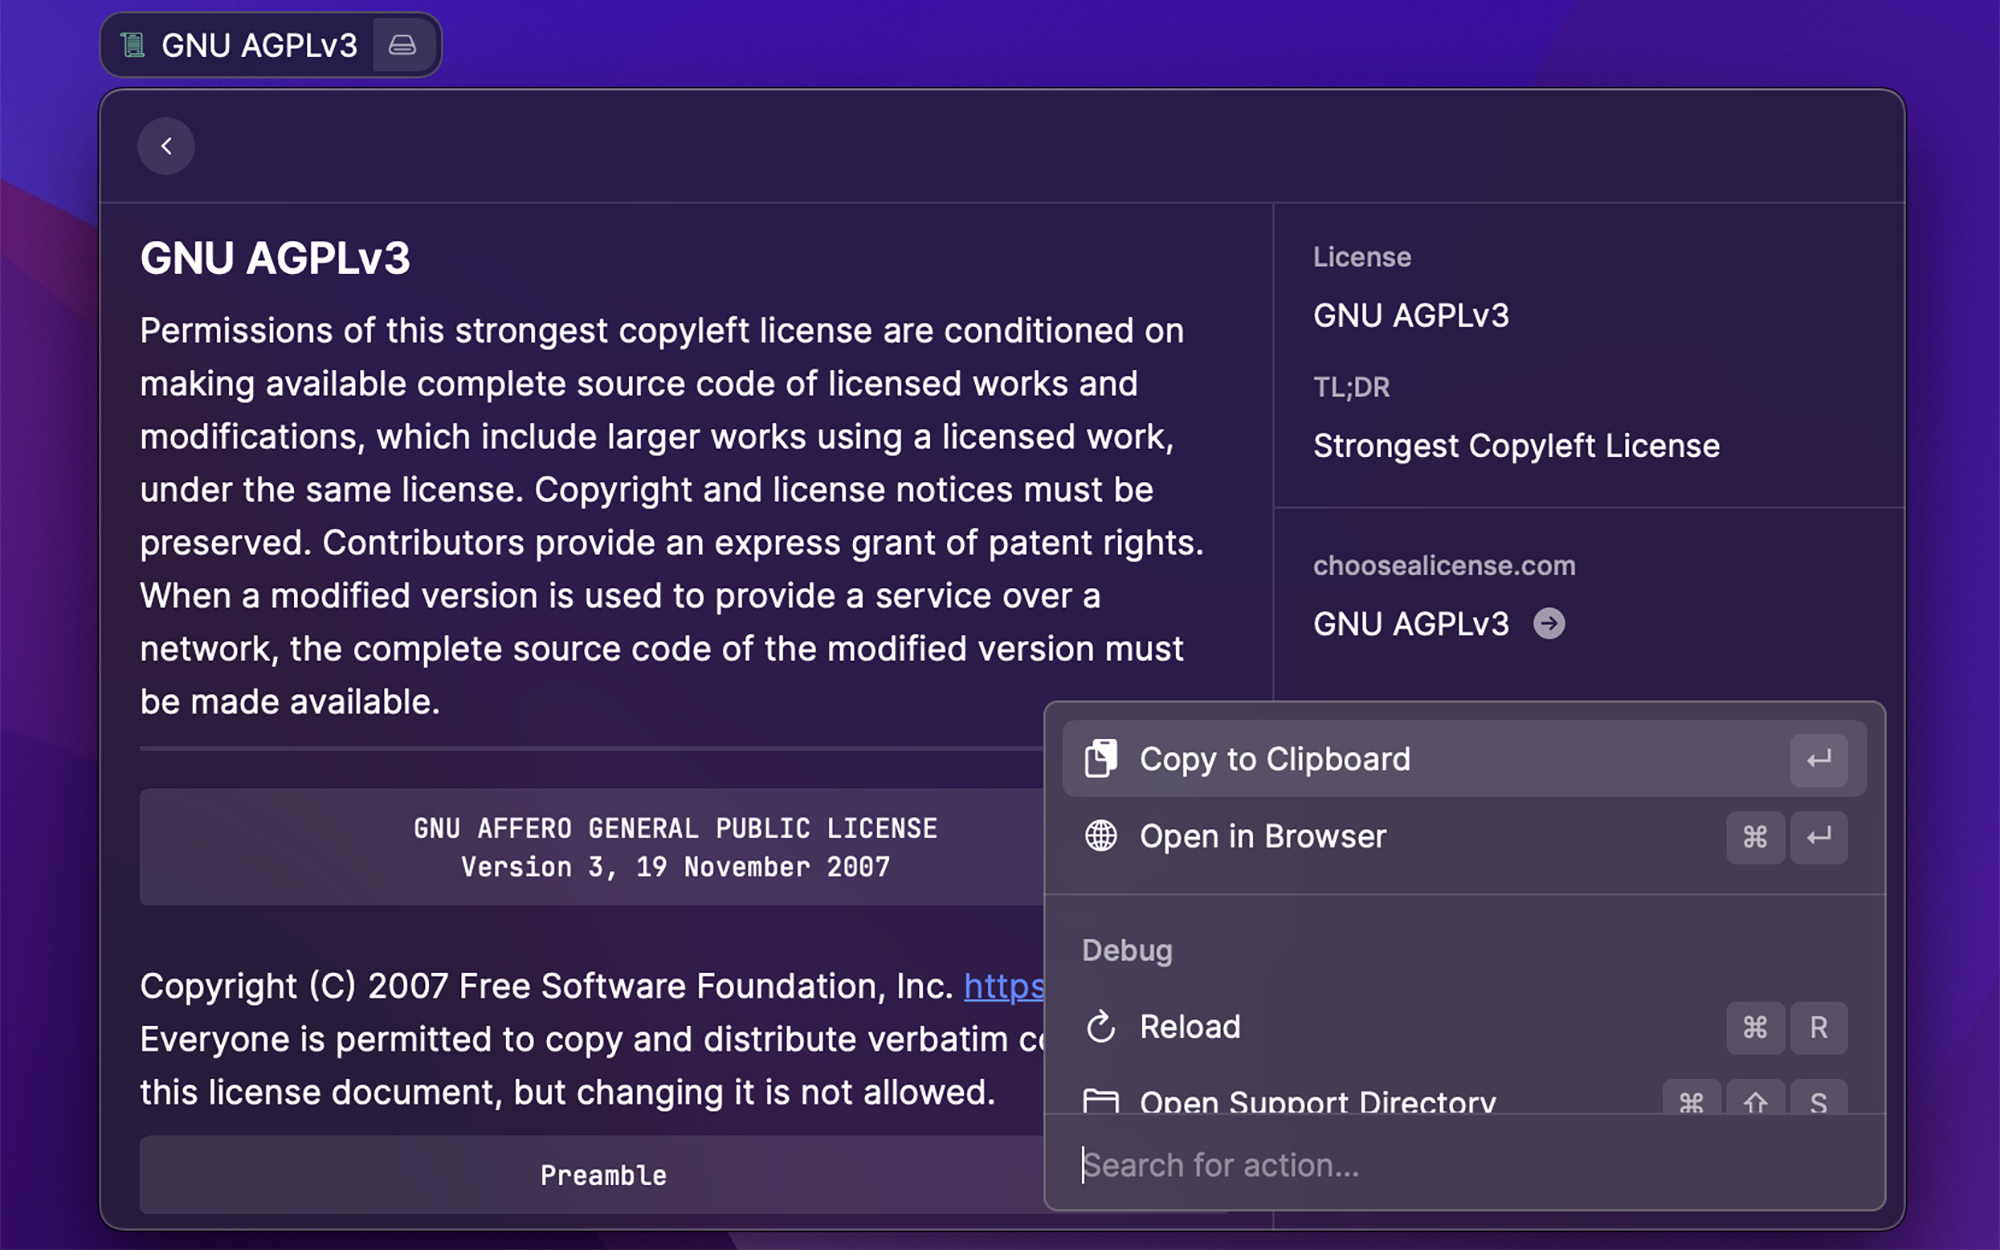 GNU AGPLv3
GNU AGPLv3
Permissions of this strongest copyleft license are conditioned on
making available complete source code of licensed works and
modifications, which include larger works using a licensed work,
under the same license. Copyright and license notices must be
preserved. Contributors provide an express grant of patent rights.
When a modified version is used to provide a service over a
network, the complete source code of the modified version must
be made available.
GNU AFFERO GENERAL PUBLIC LICENSE
Version 3, 19 November 2007
Copyright (C) 2007 Free Software Foundation, Inc. https
Everyone is permitted to copy and distribute verbatim
this license document, but changing it is not allowed.
Preamble
License
GNU AGPLv3
TL;DR
Strongest Copyleft License
choosealicense.com
GNU AGPLv3
Copy to Clipboard ↵
Open in Browser ⌘ ↵
Debug
Reload ⌘ R
Open Support Directory ⌘ ⇧ S
Search for action...